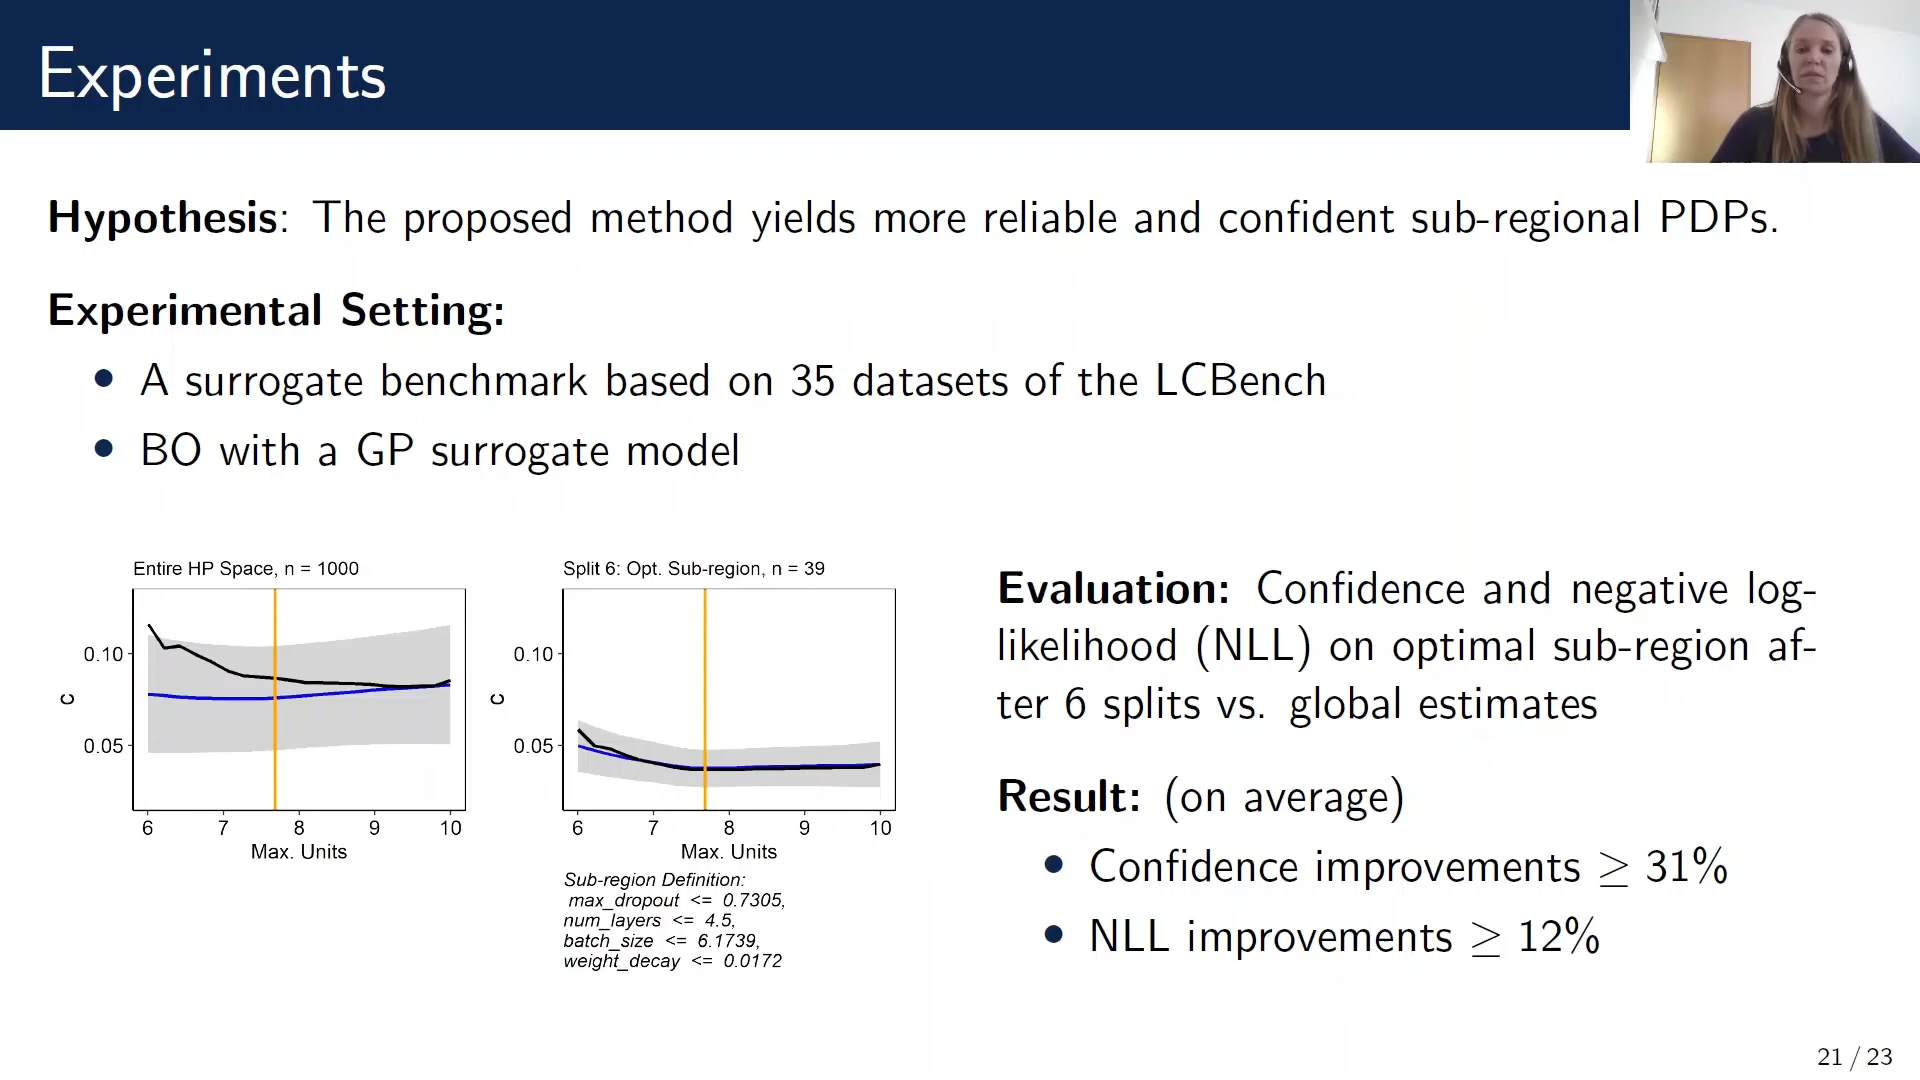 Experiments
Hypothesis: The proposed method yields more reliable and confident sub-regional PDPs.
Experimental Setting:
• A surrogate benchmark based on 35 datasets of the LCBench
• BO with a GP surrogate model
Entire HP Space, n = 1000
0.10
0.05
c
6 7 8 9 10
Max. Units
Split 6: Opt. Sub-region, n = 39
0.10
0.05
c
6 7 8 9 10
Max. Units
Sub-region Definition:
max_dropout <= 0.7305,
num_layers <= 4.5,
batch_size <= 6.1739,
weight_decay <= 0.0172
Evaluation: Confidence and negative log-
likelihood (NLL) on optimal sub-region af-
ter 6 splits vs. global estimates
Result: (on average)
• Confidence improvements ≥ 31%
• NLL improvements ≥ 12%
21 / 23